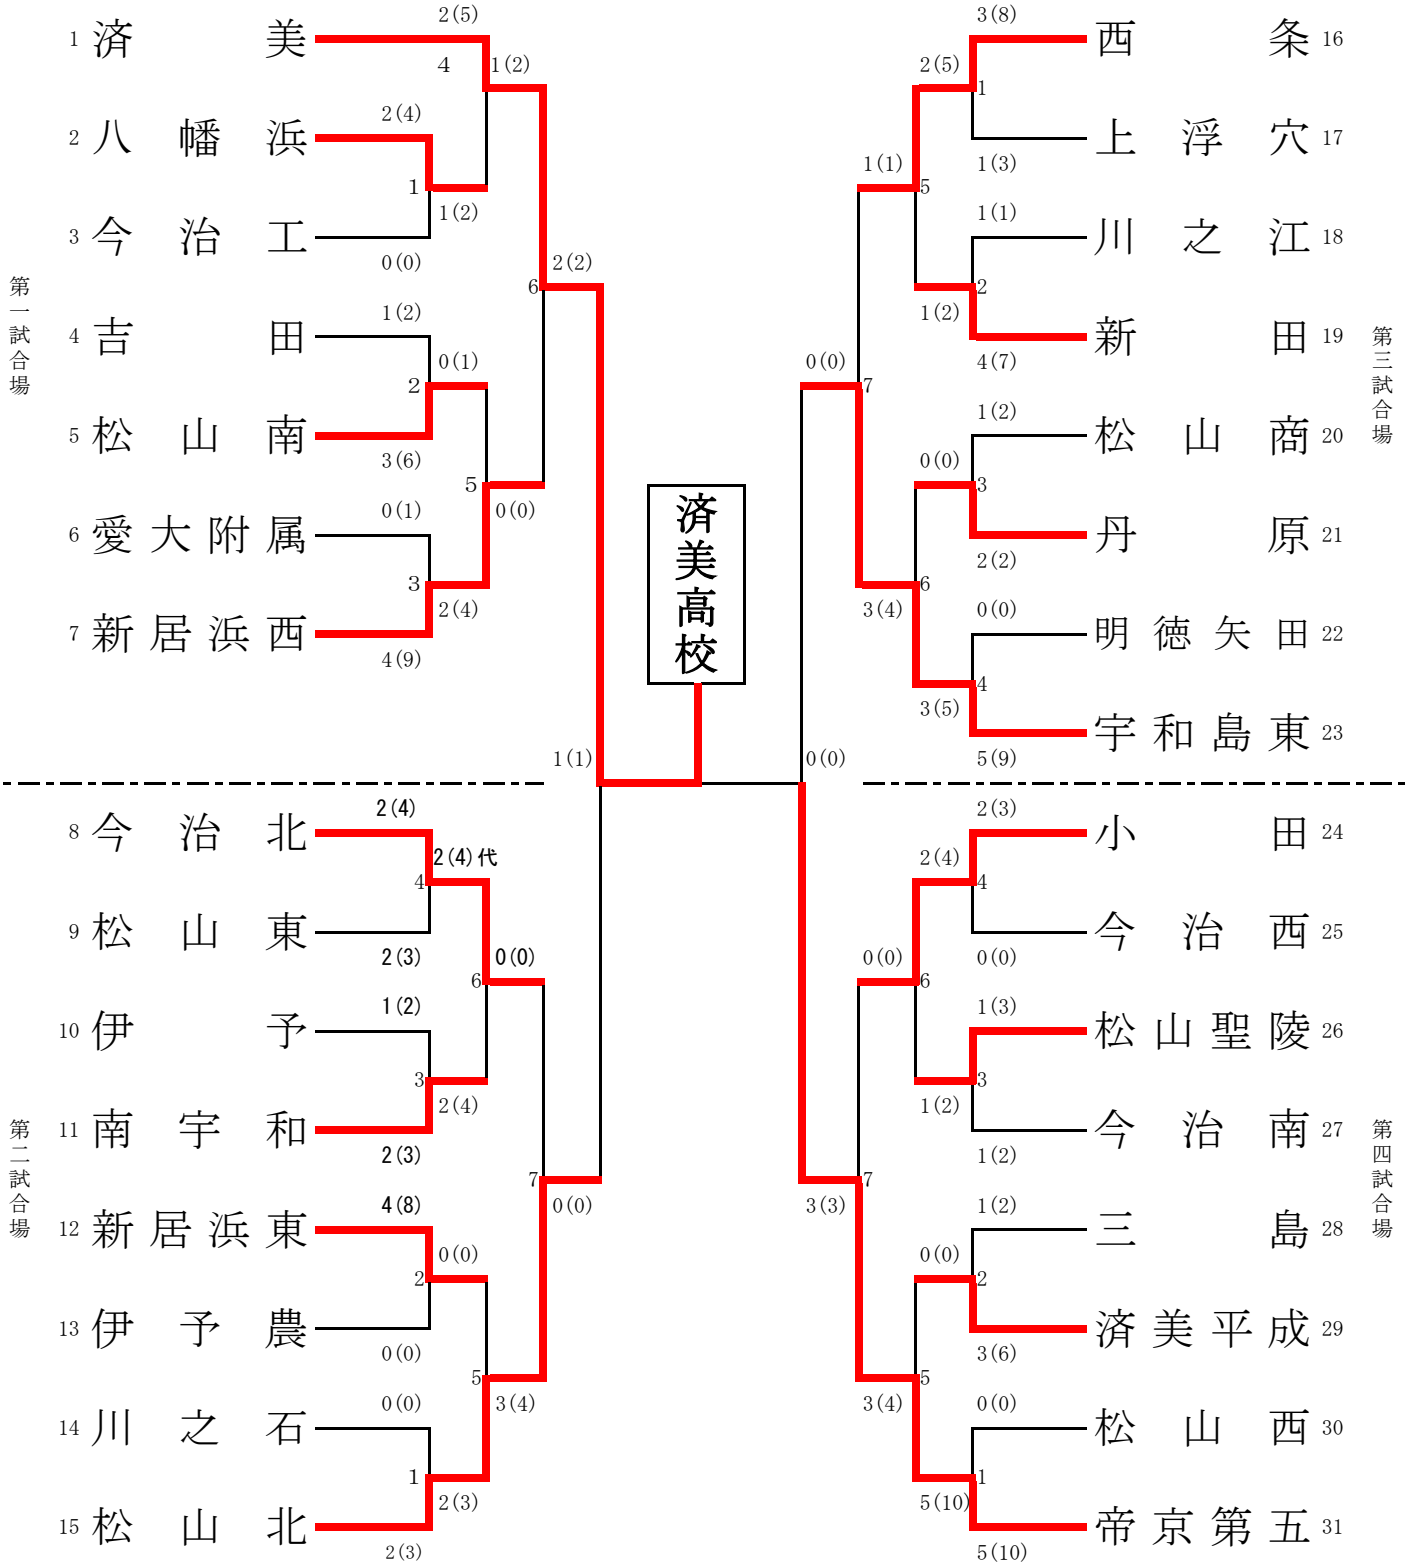 第一試合場
1 済美
2(5)
4
1(2)
2 八幡浜
2(4)
1
1(2)
3 今治工
0(0)
6
2(2)
4 吉田
1(2)
2
0(1)
5 松山南
3(6)
5
0(0)
6 愛大附属
0(1)
3
2(4)
7 新居浜西
4(9)
1(1)
第二試合場
8 今治北
2(4)
4
2(4)代
9 松山東
2(3)
6
0(0)
10 伊予
1(2)
3
2(4)
11 南宇和
2(3)
7
0(0)
12 新居浜東
4(8)
2
0(0)
13 伊予農
0(0)
5
3(4)
14 川之石
0(0)
1
2(3)
15 松山北
2(3)
済美高校
第三試合場
3(8)
西条 16
2(5)
1
上浮穴 17
1(3)
1(1)
5
1(1)
川之江 18
2
1(2)
新田 19
4(7)
0(0)
7
1(2)
松山商 20
0(0)
3
丹原 21
2(2)
6
3(4)
0(0)
明徳矢田 22
4
3(5)
宇和島東 23
5(9)
0(0)
第四試合場
2(3)
小田 24
2(4)
4
今治西 25
0(0)
0(0)
6
1(3)
松山聖陵 26
3
1(2)
今治南 27
1(2)
7
3(3)
1(2)
三島 28
0(0)
2
済美平成 29
3(6)
5
3(4)
0(0)
松山西 30
1
5(10)
帝京第五 31
5(10)